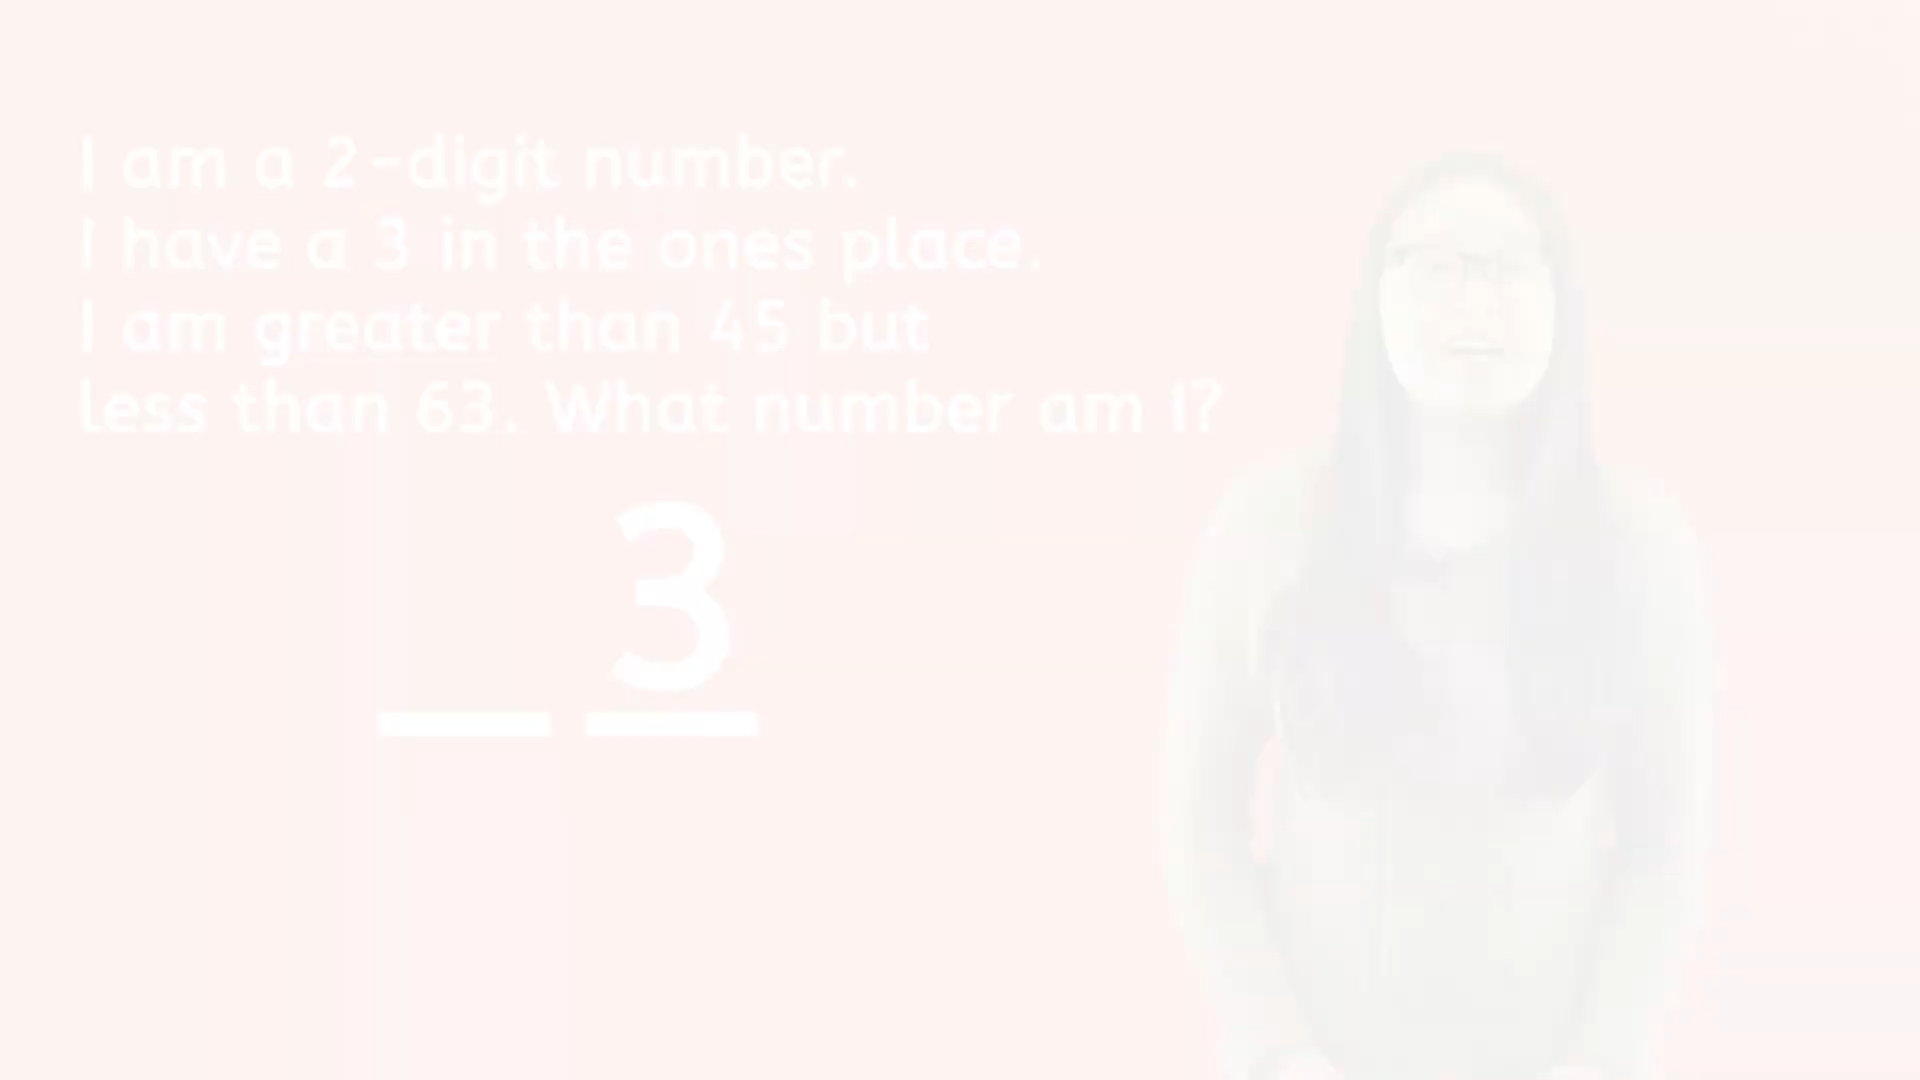 I am a 2-digit number.
I have a 3 in the ones place.
I am greater than 45 but
less than 63. What number am I?
3